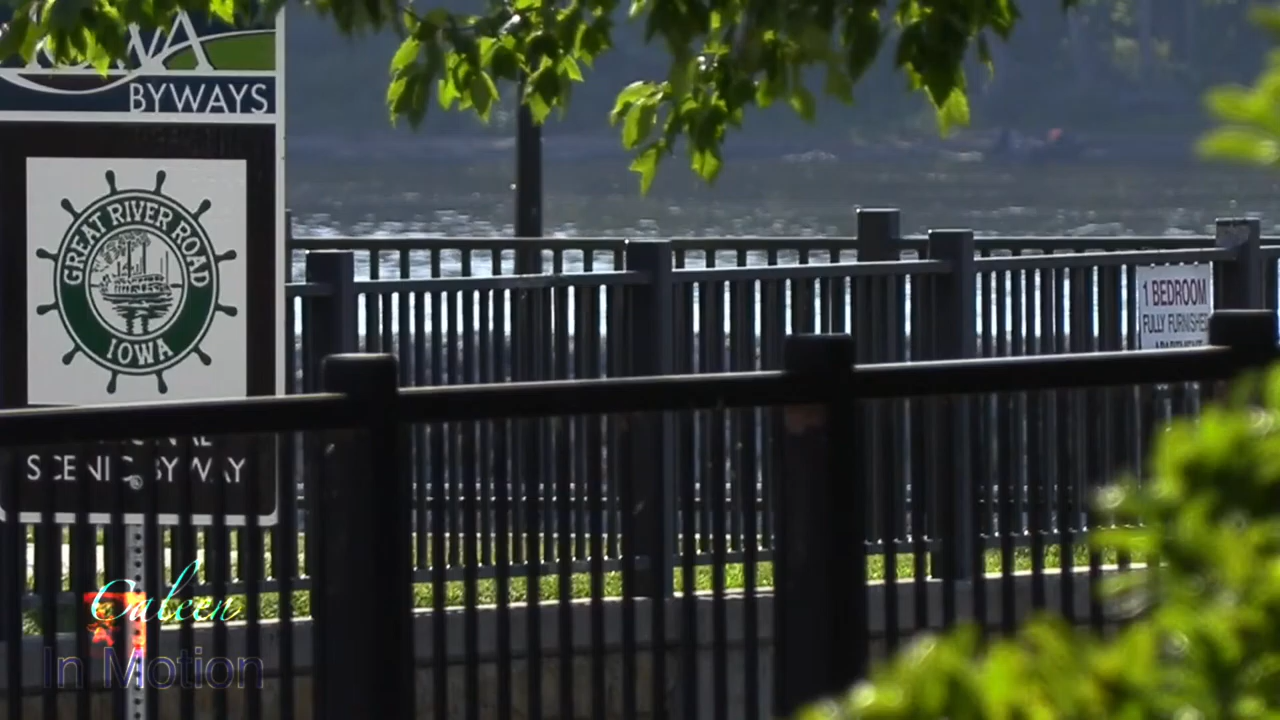 BYWAYS
GREAT RIVER ROAD
IOWA
SCENIC BYWAY
1 BEDROOM
FULLY FURNISHED
Caleen
In Motion